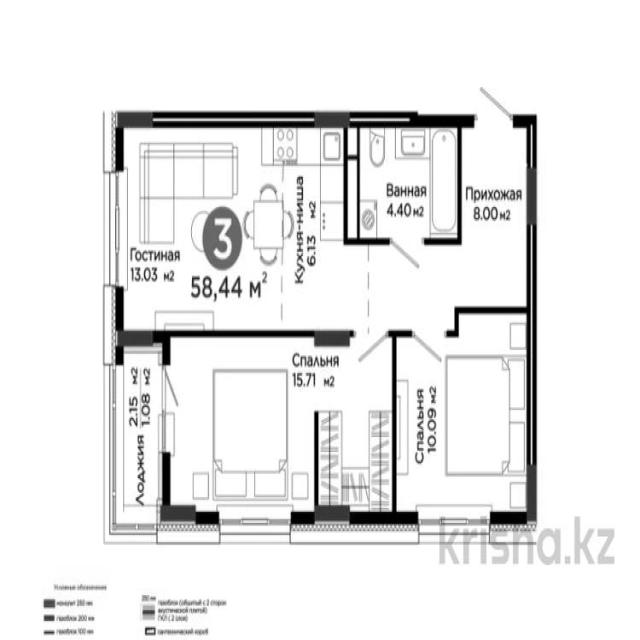 Ванная
4.40 м2
Прихожая
8.00 м2
Кухня-ниша
6.13 м2
3
58,44 м2
Гостиная
13.03 м2
Спальня
15.71 м2
Спальня
10.09 м2
Лоджия
2.15 м2
1.08 м2
krisha.kz
Условные обозначения
монолит 250 мм
газоблок 200 мм
газоблок 100 мм
250 мм
газоблок (обшитый с 2 сторон
акустической плитой)
ГКЛ ( 2 слоя)
сантехнический короб